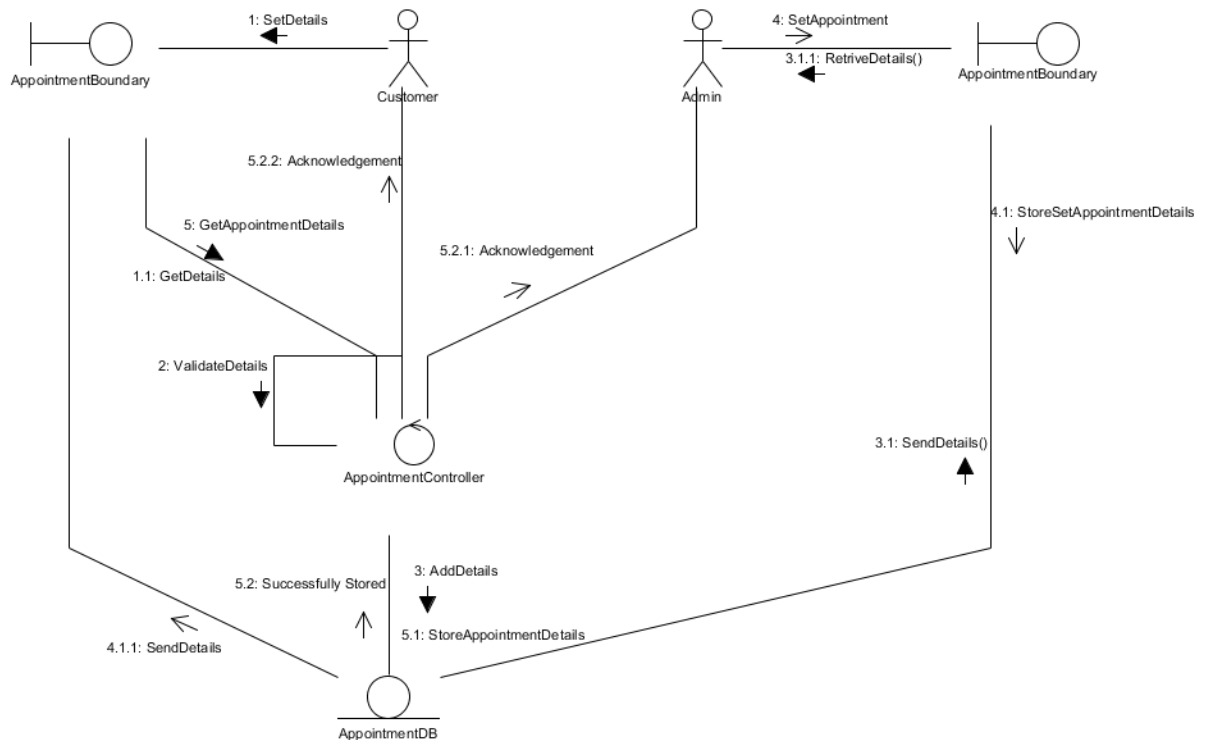 1: SetDetails
4: SetAppointment
3.1.1: RetriveDetails()
AppointmentBoundary
Customer
Admin
AppointmentBoundary
5.2.2: Acknowledgement
5: GetAppointmentDetails
4.1: StoreSetAppointmentDetails
5.2.1: Acknowledgement
1.1: GetDetails
2: ValidateDetails
3.1: SendDetails()
AppointmentController
5.2: Successfully Stored
3: AddDetails
5.1: StoreAppointmentDetails
4.1.1: SendDetails
AppointmentDB